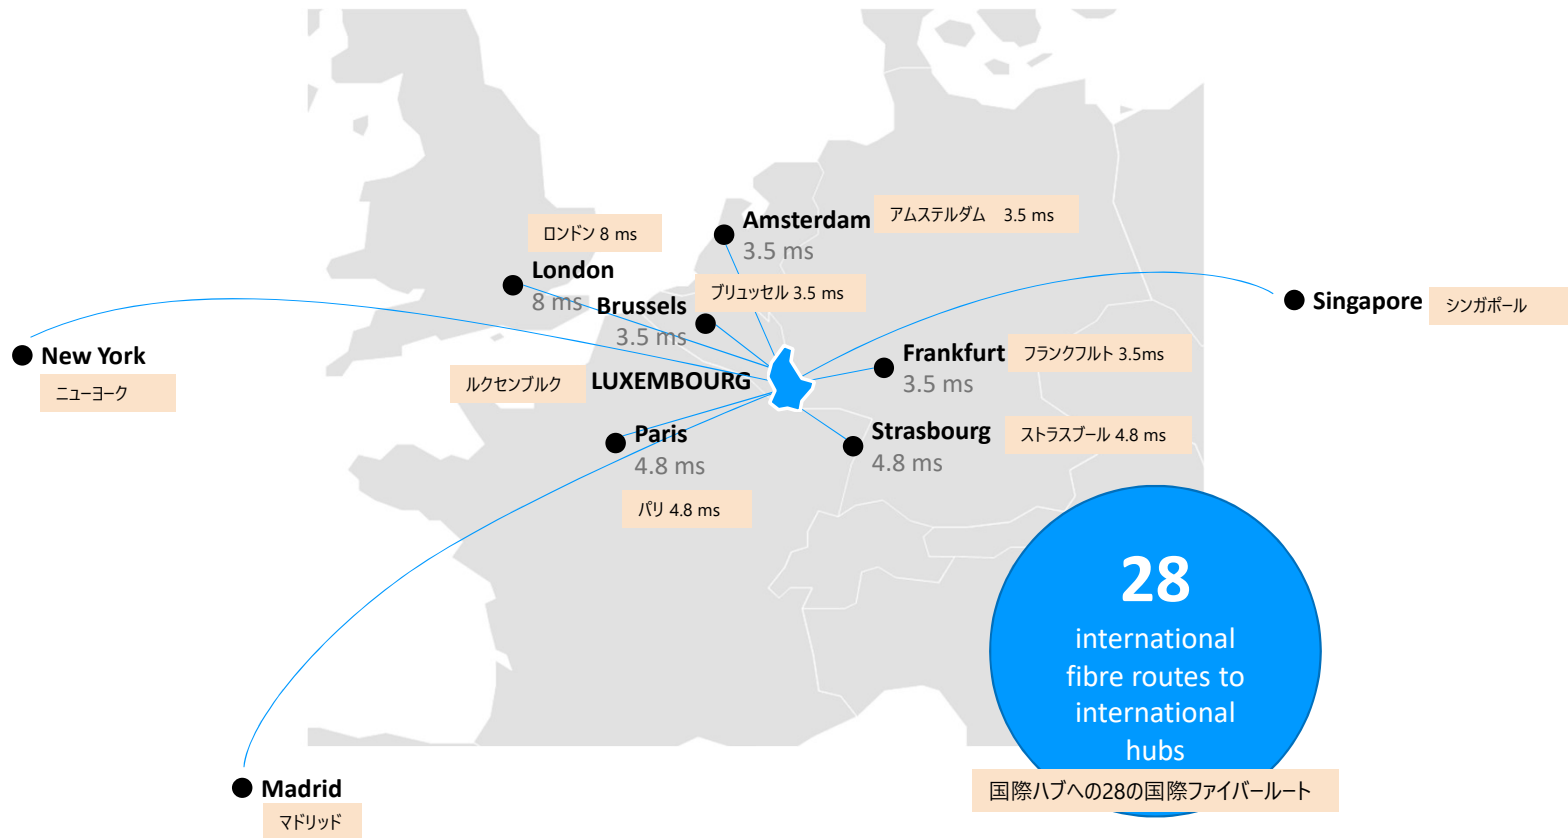 Amsterdam
アムステルダム　3.5 ms
3.5 ms
ロンドン 8 ms
London
8 ms
Brussels
ブリュッセル 3.5 ms
3.5 ms
Singapore
シンガポール
New York
ニューヨーク
Frankfurt
フランクフルト 3.5ms
3.5 ms
ルクセンブルク
LUXEMBOURG
Paris
4.8 ms
パリ 4.8 ms
Strasbourg
ストラスブール 4.8 ms
4.8 ms
28
international
fibre routes to
international
hubs
国際ハブへの28の国際ファイバールート
Madrid
マドリッド